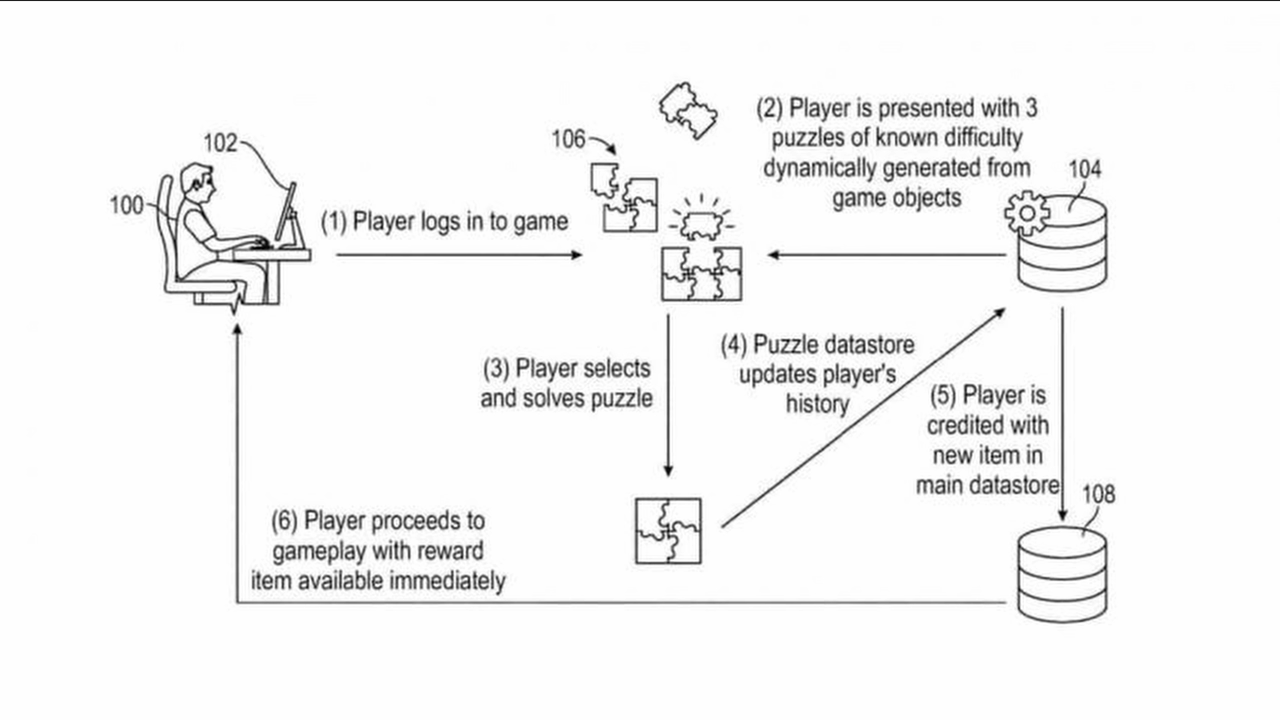 102
100
(1) Player logs in to game
106
(2) Player is presented with 3
puzzles of known difficulty
dynamically generated from
game objects
104
(3) Player selects
and solves puzzle
(4) Puzzle datastore
updates player's
history
(5) Player is
credited with
new item in
main datastore
108
(6) Player proceeds to
gameplay with reward
item available immediately